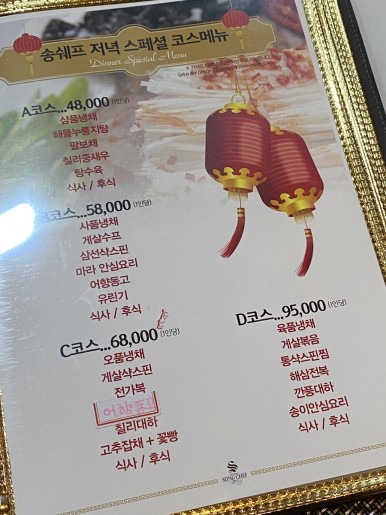 송쉐프 저녁 스페셜 코스메뉴
Dinner Spezial Menu
A코스...48,000 (1인당)
삼품냉채
해물누룽지탕
팔보채
칠리중새우
탕수육
식사 / 후식
코스...58,000 (1인당)
사품냉채
게살수프
삼선샥스핀
마라 안심요리
어향동고
유린기
식사 / 후식
C코스...68,000 (1인당)
오품냉채
게살샥스핀
전가복
칠리대하
고추잡채 + 꽃빵
식사 / 후식
D코스...95,000 (1인당)
육품냉채
게살볶음
통샥스핀찜
해삼전복
깐풍대하
송이안심요리
식사 / 후식
SONG CHEF